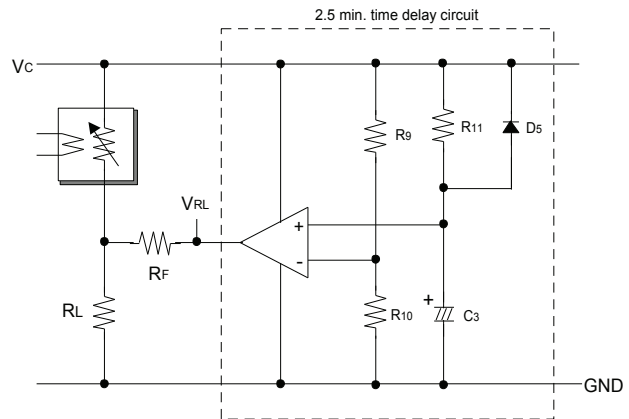 2.5 min. time delay circuit
VC
R9
R11
D5
VRL
+
-
RF
RL
R10
+
C3
GND